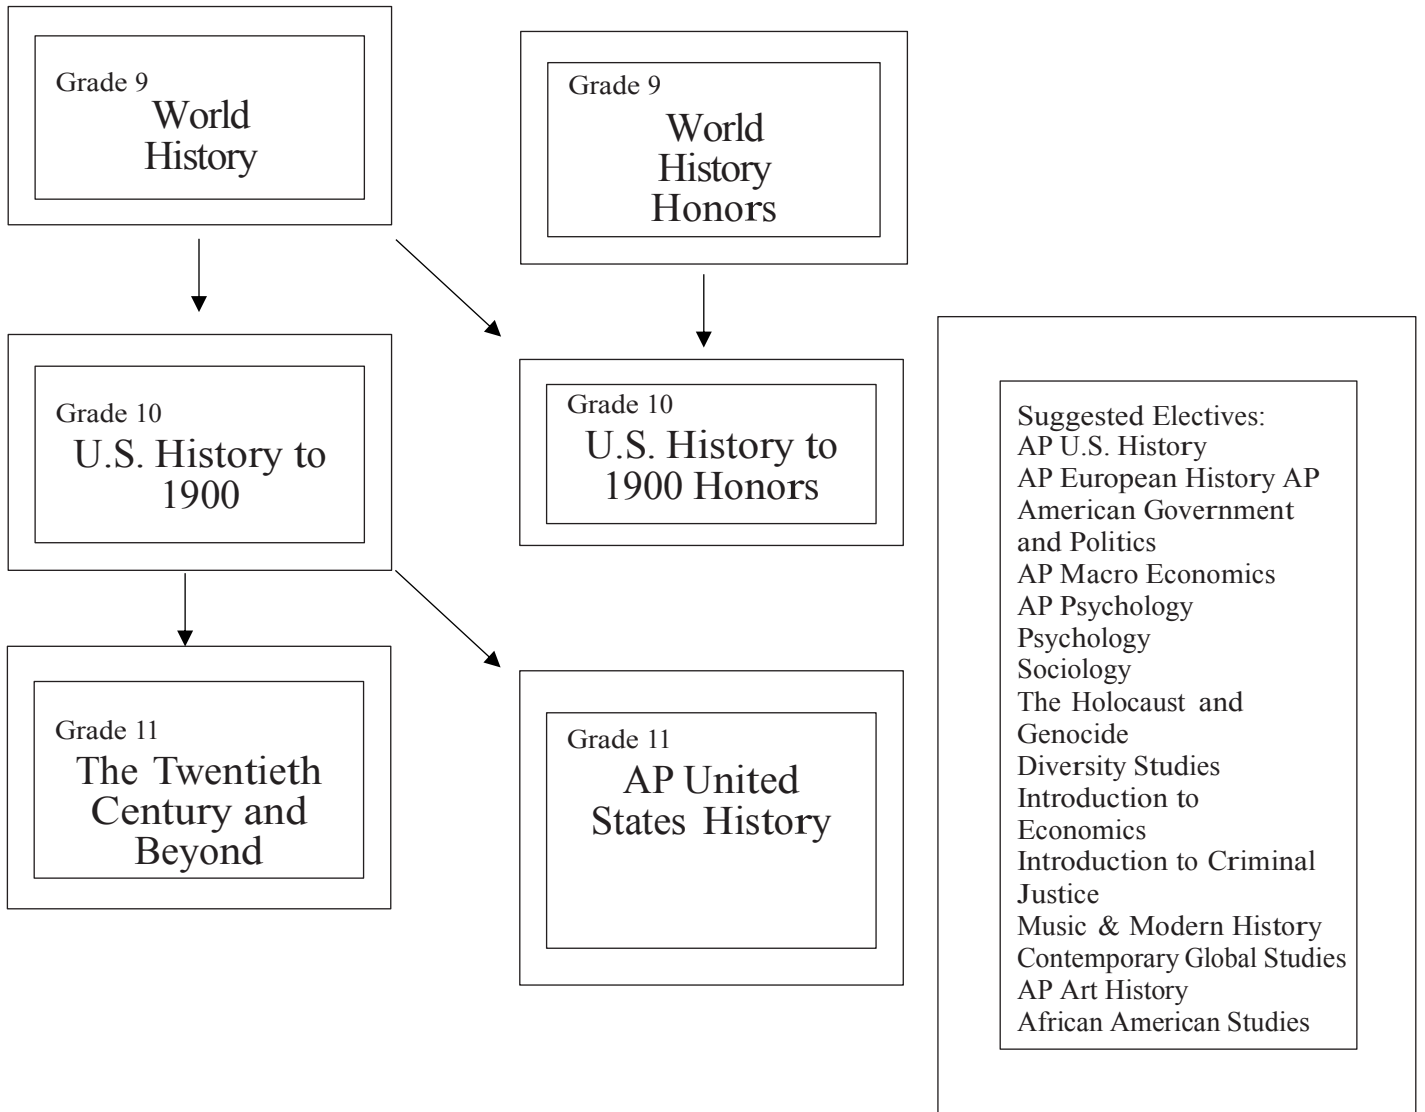 Grade 9
World
History
Grade 9
World
History
Honors
Grade 10
U.S. History to
1900
Grade 10
U.S. History to
1900 Honors
Grade 11
The Twentieth
Century and
Beyond
Grade 11
AP United
States History
Suggested Electives:
AP U.S. History
AP European History AP
American Government
and Politics
AP Macro Economics
AP Psychology
Psychology
Sociology
The Holocaust and
Genocide
Diversity Studies
Introduction to
Economics
Introduction to Criminal
Justice
Music & Modern History
Contemporary Global Studies
AP Art History
African American Studies